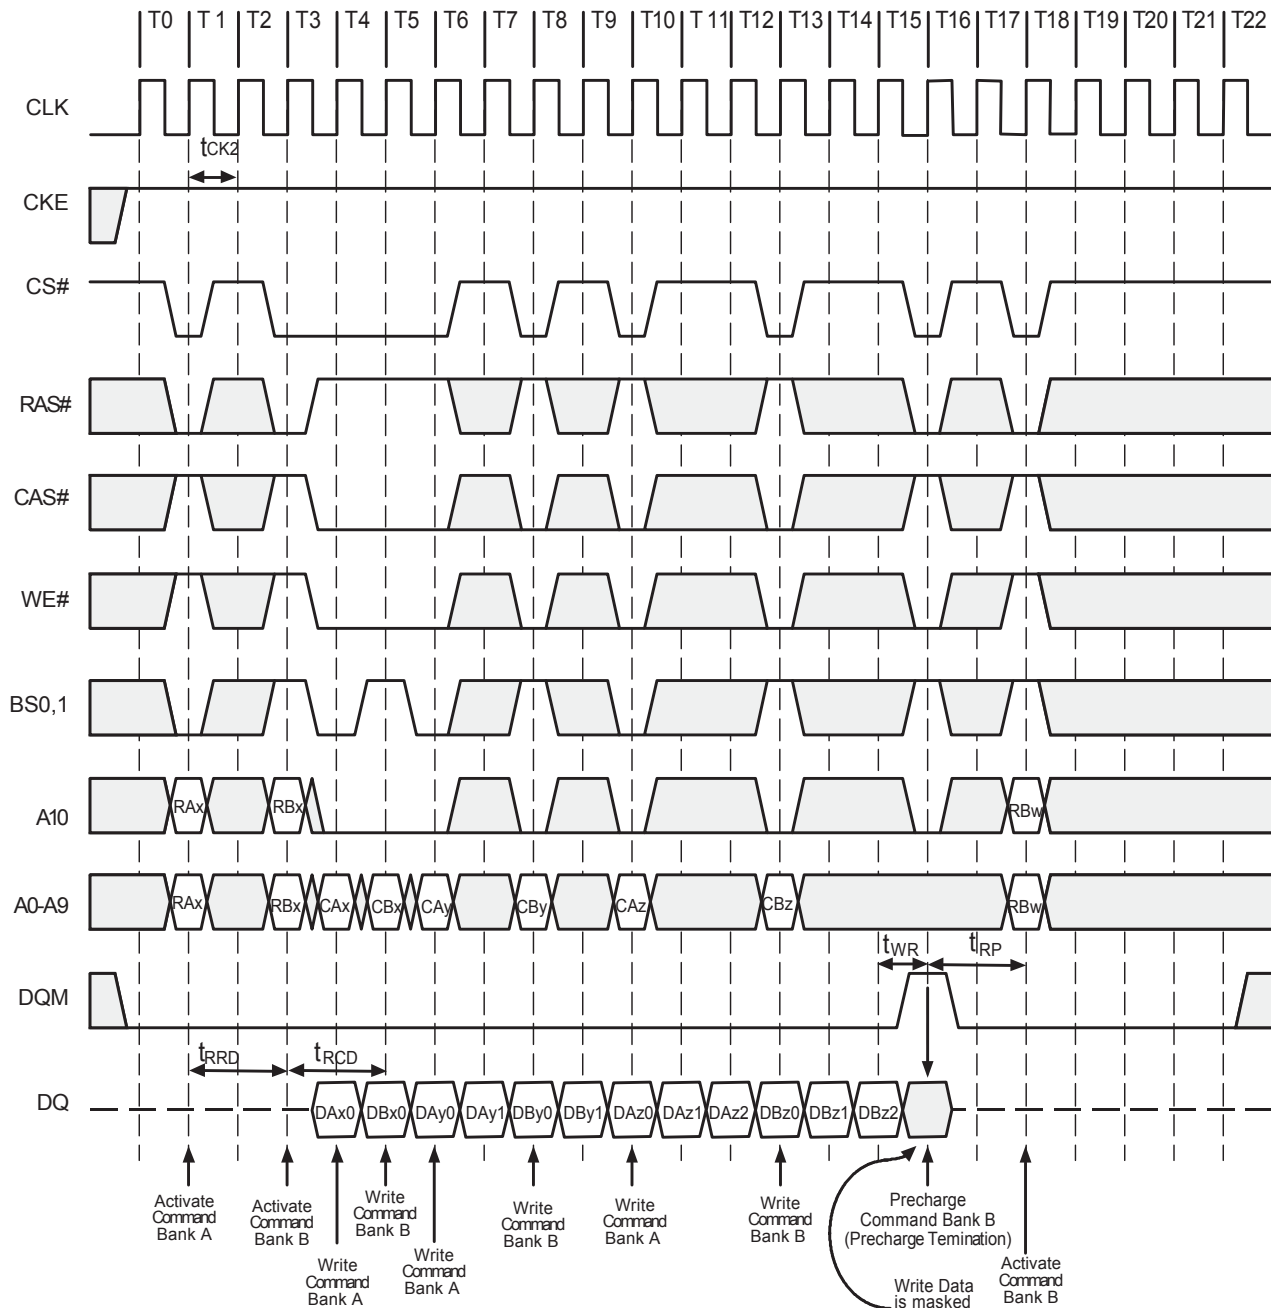 T0 T 1 T2 T3 T4 T5 T6 T7 T8 T9 T10 T 11 T12 T13 T14 T15 T16 T17 T18 T19 T20 T21 T22
CLK
tCK2
CKE
CS#
RAS#
CAS#
WE#
BS0,1
A10
RAx RBx RBw
A0-A9
RAx RBx CAx CBx CAy CBy CAz CBz RBw
tWR tRP
DQM
tRRD tRCD
DQ
DAx0 DBx0 DAy0 DAy1 DBy0 DBy1 DAz0 DAz1 DAz2 DBz0 DBz1 DBz2
Activate
Command
Bank A
Activate
Command
Bank B
Write
Command
Bank A
Write
Command
Bank B
Write
Command
Bank A
Write
Command
Bank B
Write
Command
Bank A
Write
Command
Bank B
Precharge
Command Bank B
(Precharge Temination)
Write Data
is masked
Activate
Command
Bank B